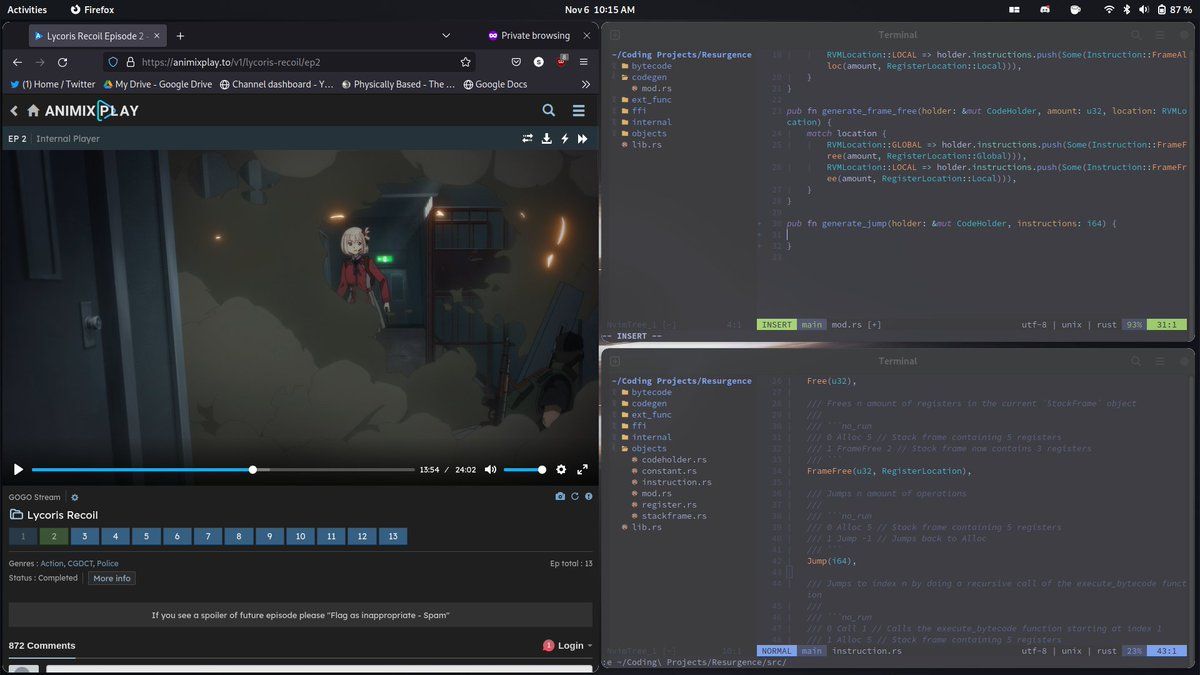 Activities
Firefox
Nov 6 10:15 AM
87 %
Lycoris Recoil Episode 2 -
Private browsing
https://animixplay.to/v1/lycoris-recoil/ep2
(1) Home / Twitter
My Drive - Google Drive
Channel dashboard - Y…
Physically Based - The …
Google Docs
ANIMIXPLAY
EP 2 Internal Player
13:54 / 24:02
GOGO Stream
Lycoris Recoil
1 2 3 4 5 6 7 8 9 10 11 12 13
Genres : Action, CGDCT, Police
Ep total : 13
Status : Completed
More info
If you see a spoiler of future episode please "Flag as inappropriate - Spam"
872 Comments
1 Login
Terminal
~/Coding Projects/Resurgence
bytecode
codegen
mod.rs
ext_func
ffi
internal
objects
lib.rs
18 RVMLocation::LOCAL => holder.instructions.push(Some(Instruction::FrameAl
loc(amount, RegisterLocation::Local))),
}
21 }
pub fn generate_frame_free(holder: &mut CodeHolder, amount: u32, location: RVMLo
cation) {
24 match location {
25 RVMLocation::GLOBAL => holder.instructions.push(Some(Instruction::FrameF
ree(amount, RegisterLocation::Global))),
RVMLocation::LOCAL => holder.instructions.push(Some(Instruction::FrameFr
ee(amount, RegisterLocation::Local))),
27 }
28 }
29
30 pub fn generate_jump(holder: &mut CodeHolder, instructions: i64) {
31
32 }
33
NvimTree_1 [-] 4:1 INSERT main mod.rs [+] utf-8 | unix | rust 93% 31:1
-- INSERT --
Terminal
~/Coding Projects/Resurgence
bytecode
codegen
ext_func
ffi
internal
objects
codeholder.rs
constant.rs
instruction.rs
mod.rs
register.rs
stackframe.rs
lib.rs
26 Free(u32),
27
28 /// Frees n amount of registers in the current `StackFrame` object
29 ///
30 /// ```no_run
31 /// 0 Alloc 5 // Stack frame containing 5 registers
32 /// 1 FrameFree 2 // Stack frame now contains 3 registers
33 /// ```
34 FrameFree(u32, RegisterLocation),
35
36 /// Jumps n amount of operations
37 ///
38 /// ```no_run
39 /// 0 Alloc 5 // Stack frame containing 5 registers
40 /// 1 Jump -1 // Jumps back to Alloc
41 /// ```
42 Jump(i64),
43
44 /// Jumps to index n by doing a recursive call of the execute_bytecode funct
ion
45 ///
46 /// ```no_run
47 /// 0 Call 1 // Calls the execute_bytecode function starting at index 1
48 /// 1 Alloc 5 // Stack frame containing 5 registers
NvimTree_1 [-] 10:1 NORMAL main instruction.rs utf-8 | unix | rust 23% 43:1
:e ~/Coding\ Projects/Resurgence/src/